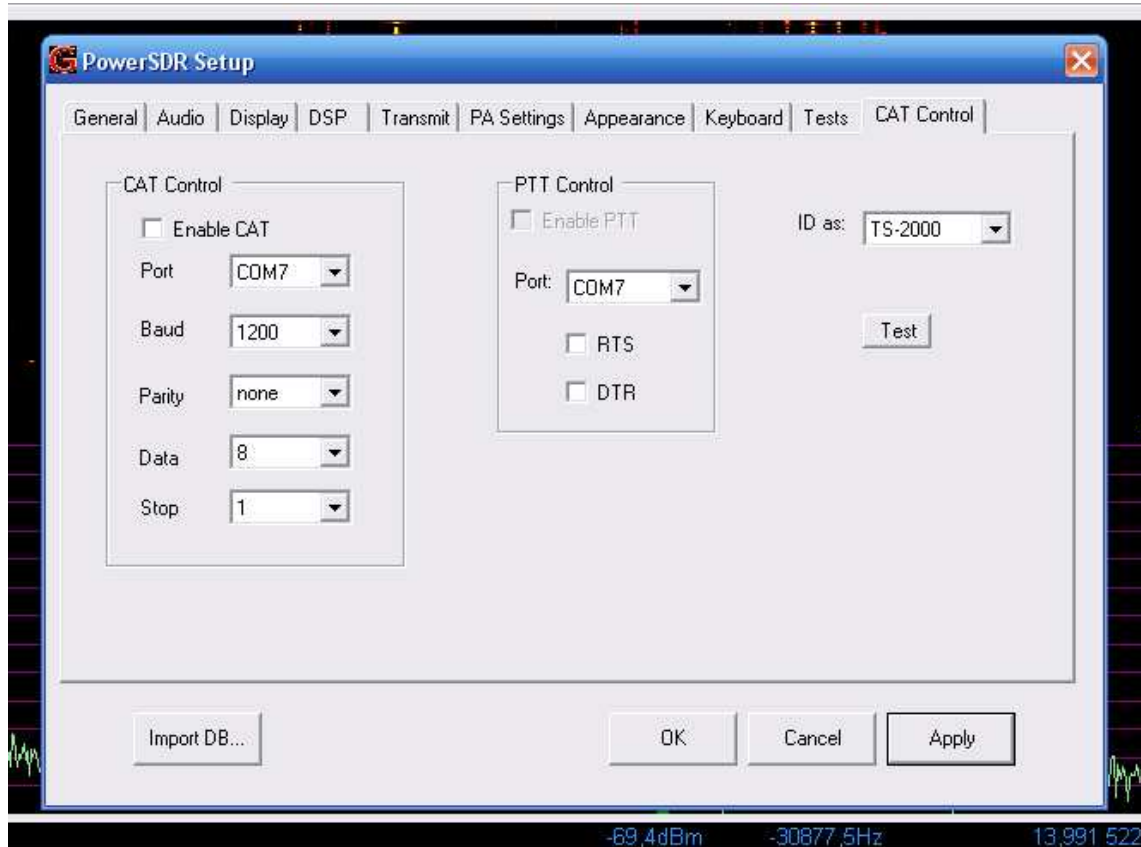 PowerSDR Setup
General Audio Display DSP Transmit PA Settings Appearance Keyboard Tests CAT Control
CAT Control
Enable CAT
Port COM7
Baud 1200
Parity none
Data 8
Stop 1
PTT Control
Enable PTT
Port: COM7
RTS
DTR
ID as: TS-2000
Test
Import DB... OK Cancel Apply
-69,4dBm -30877,5Hz 13,991 522